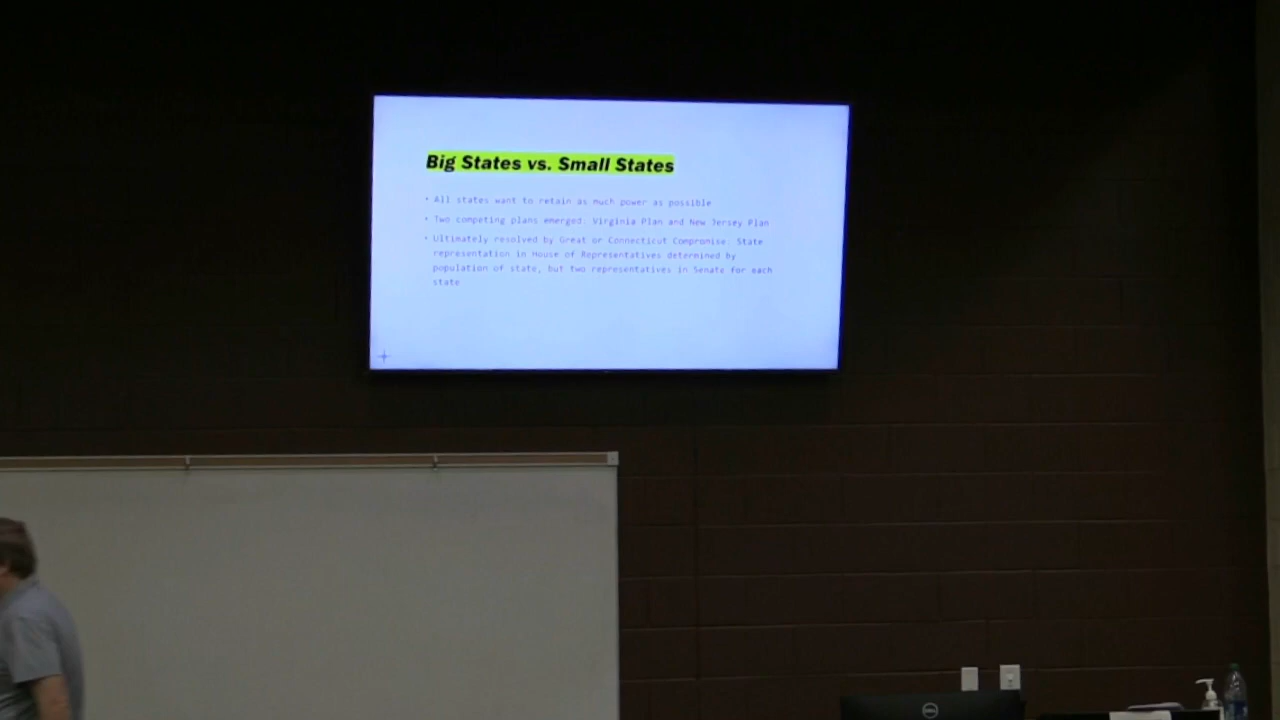 Big States vs. Small States
• All states want to retain as much power as possible
• Two competing plans emerged: Virginia Plan and New Jersey Plan
• Ultimately resolved by Great or Connecticut Compromise: State
representation in House of Representatives determined by
population of state, but two representatives in Senate for each
state
DELL